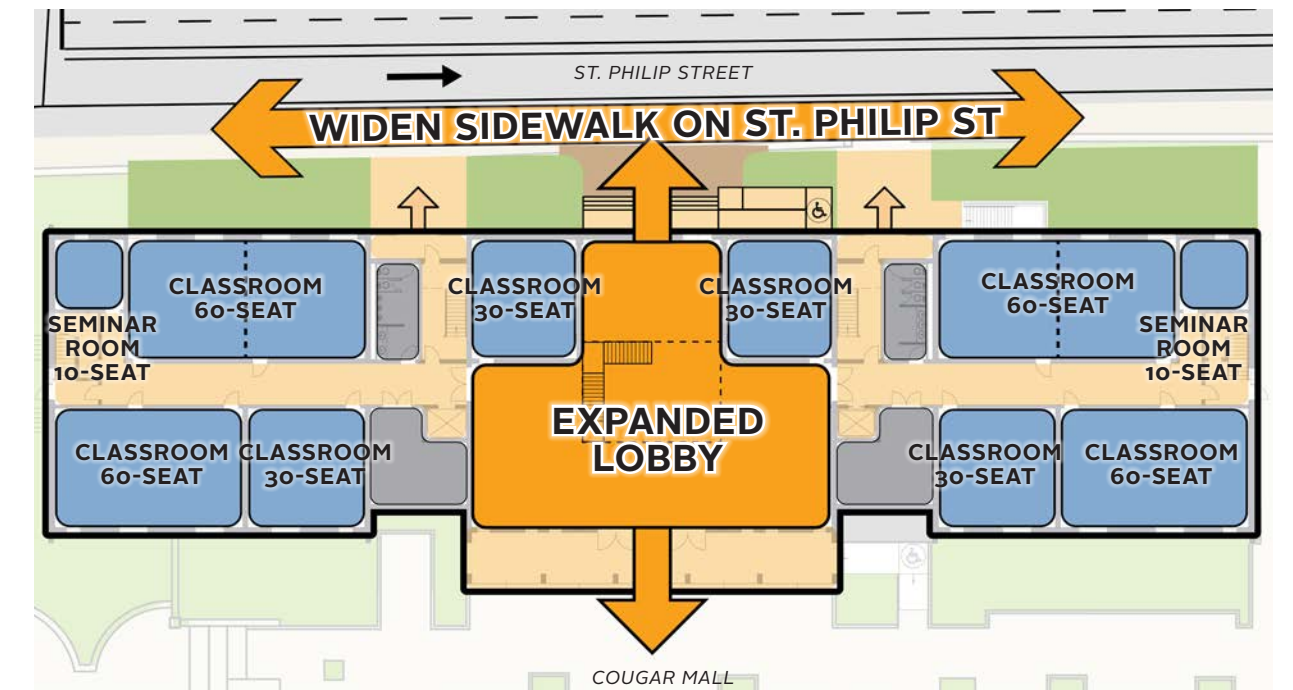 ST. PHILIP STREET
WIDEN SIDEWALK ON ST. PHILIP ST
CLASSROOM
60-SEAT
CLASSROOM
30-SEAT
CLASSROOM
30-SEAT
CLASSROOM
60-SEAT
SEMINAR
ROOM
10-SEAT
SEMINAR
ROOM
10-SEAT
EXPANDED
LOBBY
CLASSROOM
60-SEAT
CLASSROOM
30-SEAT
CLASSROOM
30-SEAT
CLASSROOM
60-SEAT
COUGAR MALL